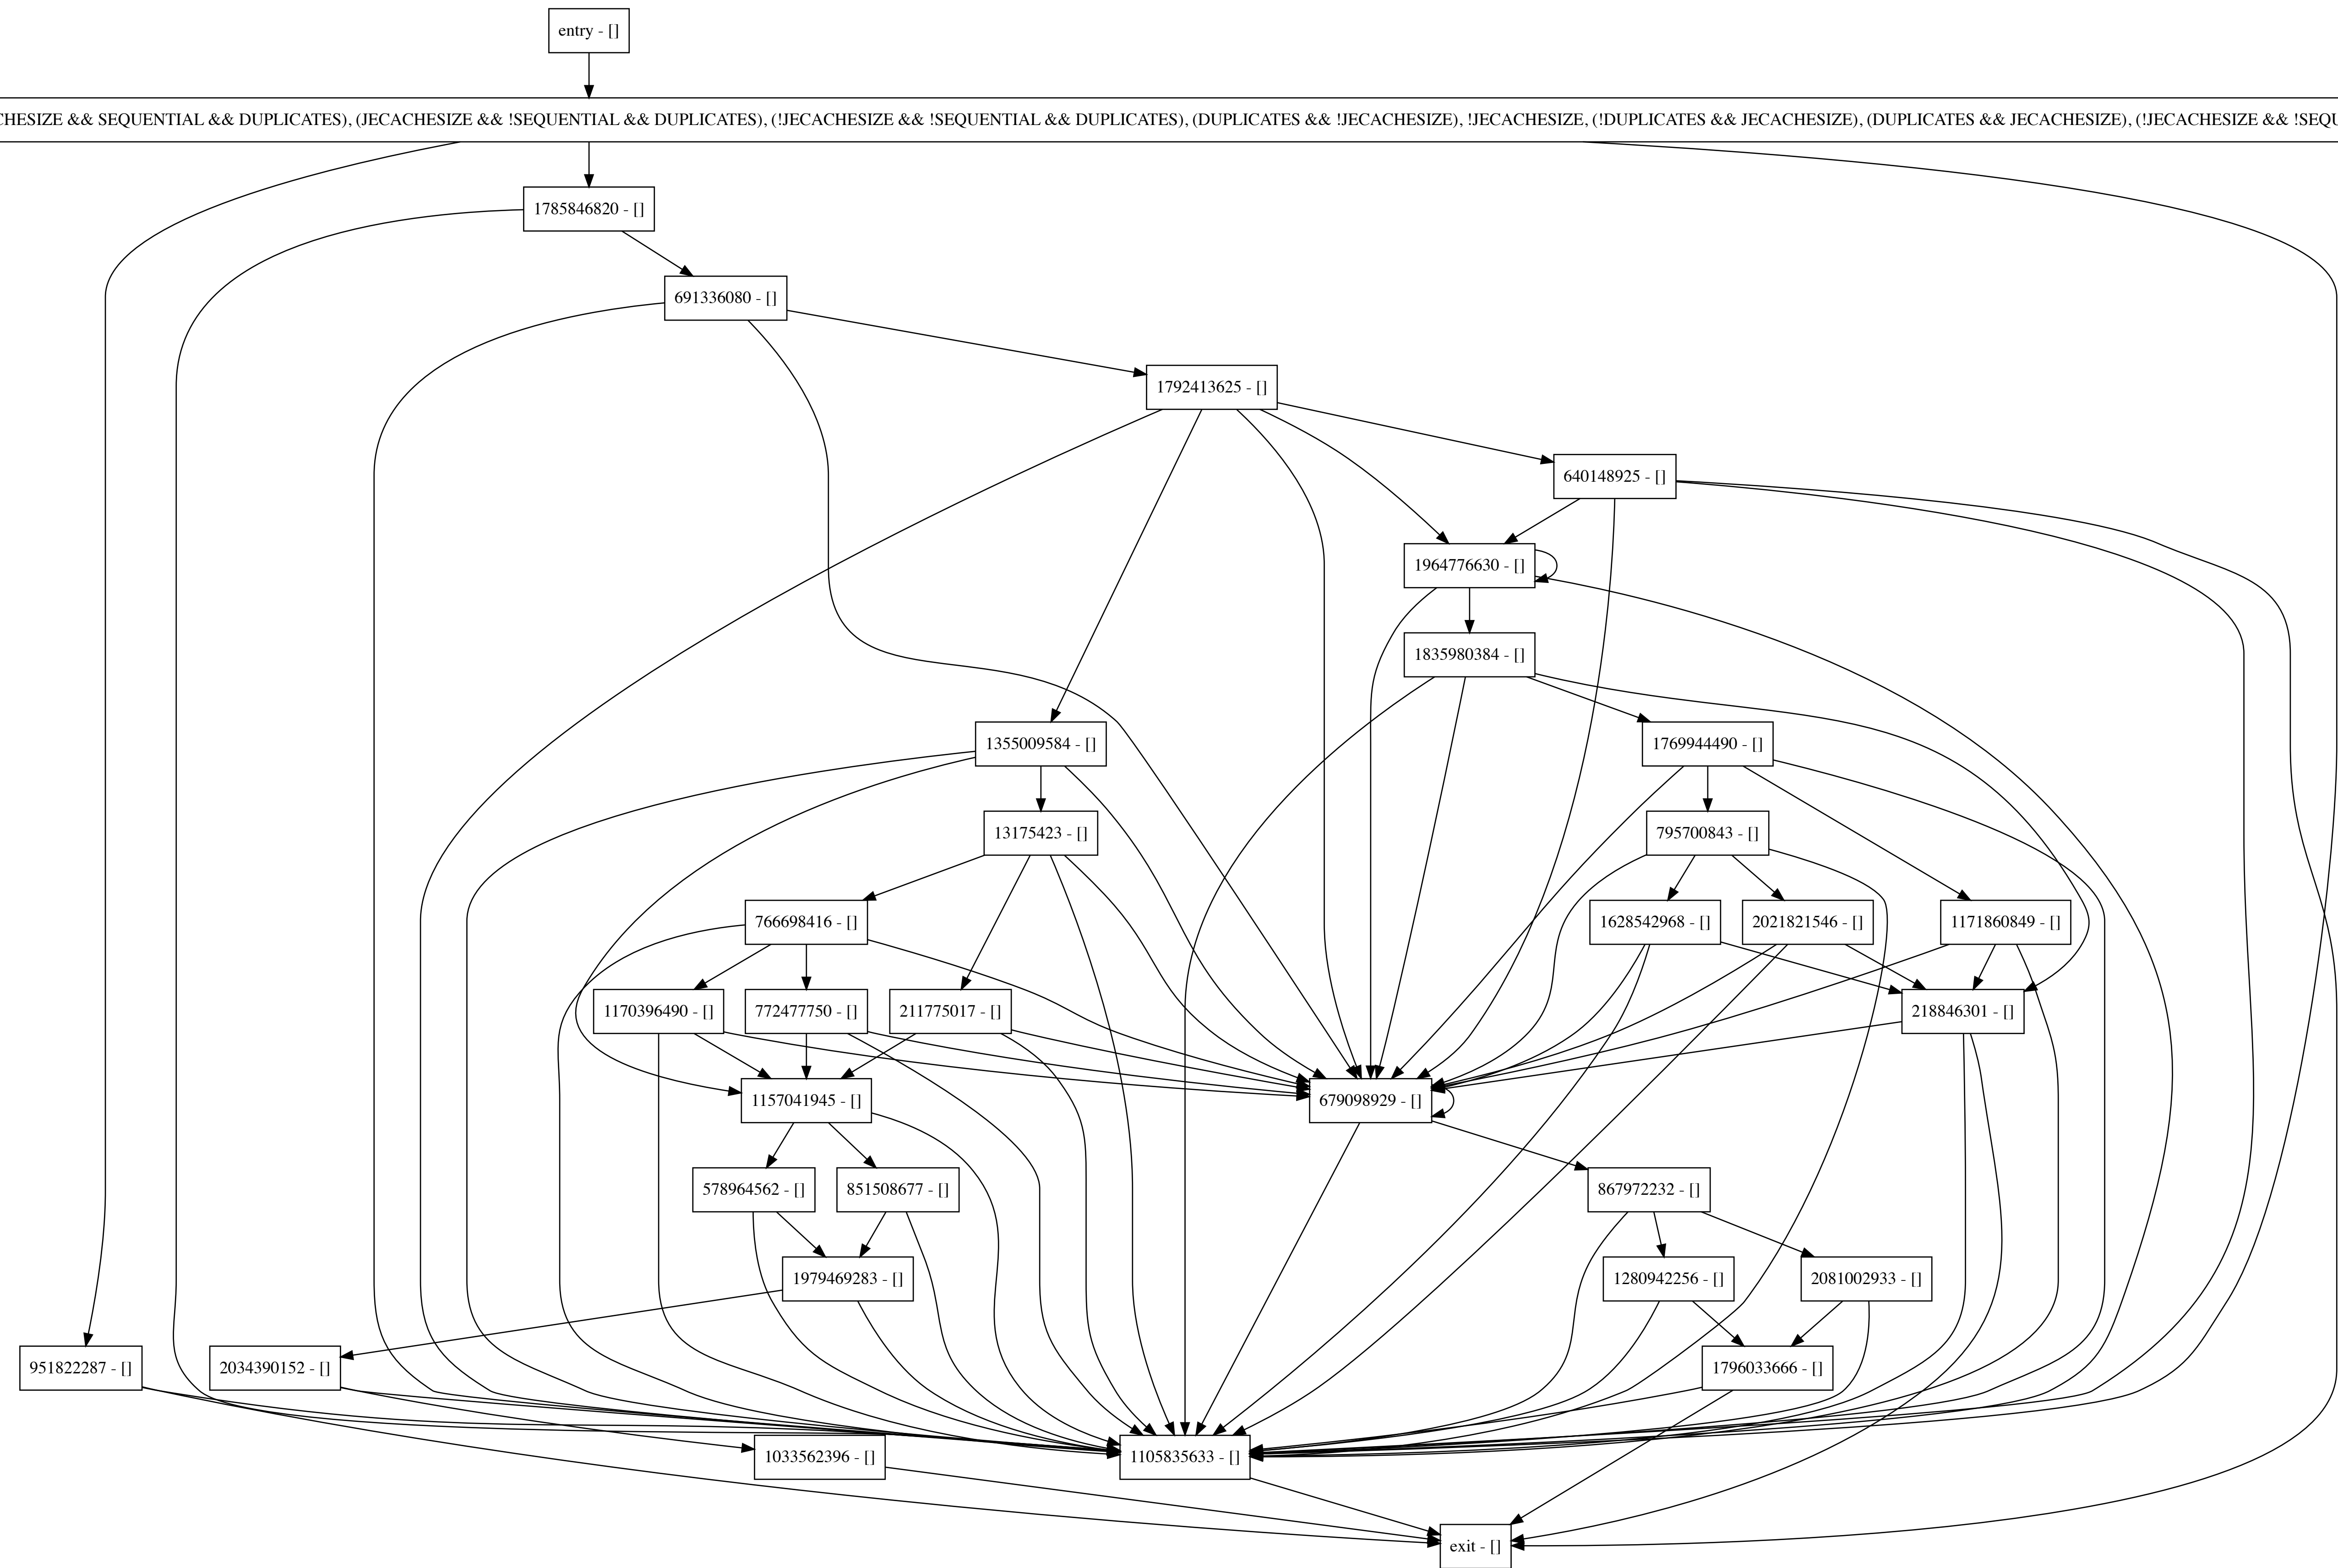 entry - []
CHESIZE && SEQUENTIAL && DUPLICATES), (JECACHESIZE && !SEQUENTIAL && DUPLICATES), (!JECACHESIZE && !SEQUENTIAL && DUPLICATES), (DUPLICATES && !JECACHESIZE), !JECACHESIZE, (!DUPLICATES && JECACHESIZE), (DUPLICATES && JECACHESIZE), (!JECACHESIZE && !SEQU
1785846820 - []
691336080 - []
1792413625 - []
640148925 - []
1964776630 - []
1835980384 - []
1355009584 - []
1769944490 - []
13175423 - []
795700843 - []
766698416 - []
1628542968 - []
2021821546 - []
1171860849 - []
1170396490 - []
772477750 - []
211775017 - []
218846301 - []
1157041945 - []
679098929 - []
578964562 - []
851508677 - []
867972232 - []
1979469283 - []
1280942256 - []
2081002933 - []
951822287 - []
2034390152 - []
1796033666 - []
1033562396 - []
1105835633 - []
exit - []